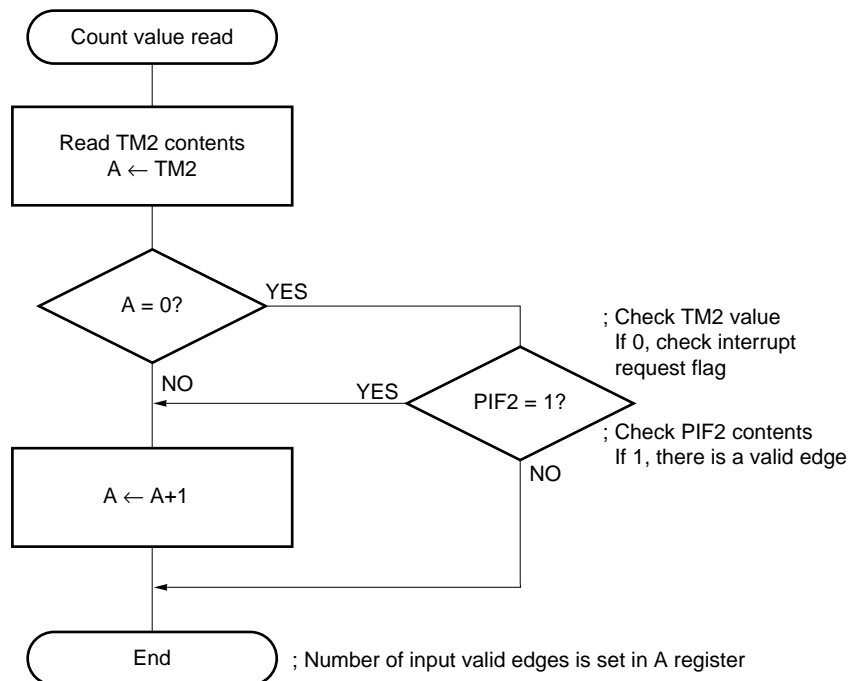 Count value read
Read TM2 contents
A ← TM2
A = 0?
YES
NO
; Check TM2 value
If 0, check interrupt
request flag
YES
PIF2 = 1?
; Check PIF2 contents
If 1, there is a valid edge
NO
A ← A+1
End
; Number of input valid edges is set in A register